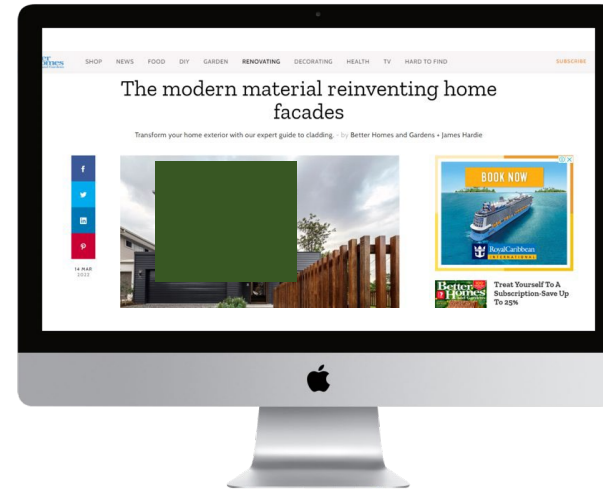 SHOP NEWS FOOD DIY GARDEN RENOVATING DECORATING HEALTH TV HARD TO FIND SUBSCRIBE
The modern material reinventing home
facades
Transform your home exterior with our expert guide to cladding. - by Better Homes and Gardens + James Hardie
14 MAR
2022
BOOK NOW
RoyalCaribbean
INTERNATIONAL
Better
Homes
Treat Yourself To A
Subscription-Save Up
To 25%